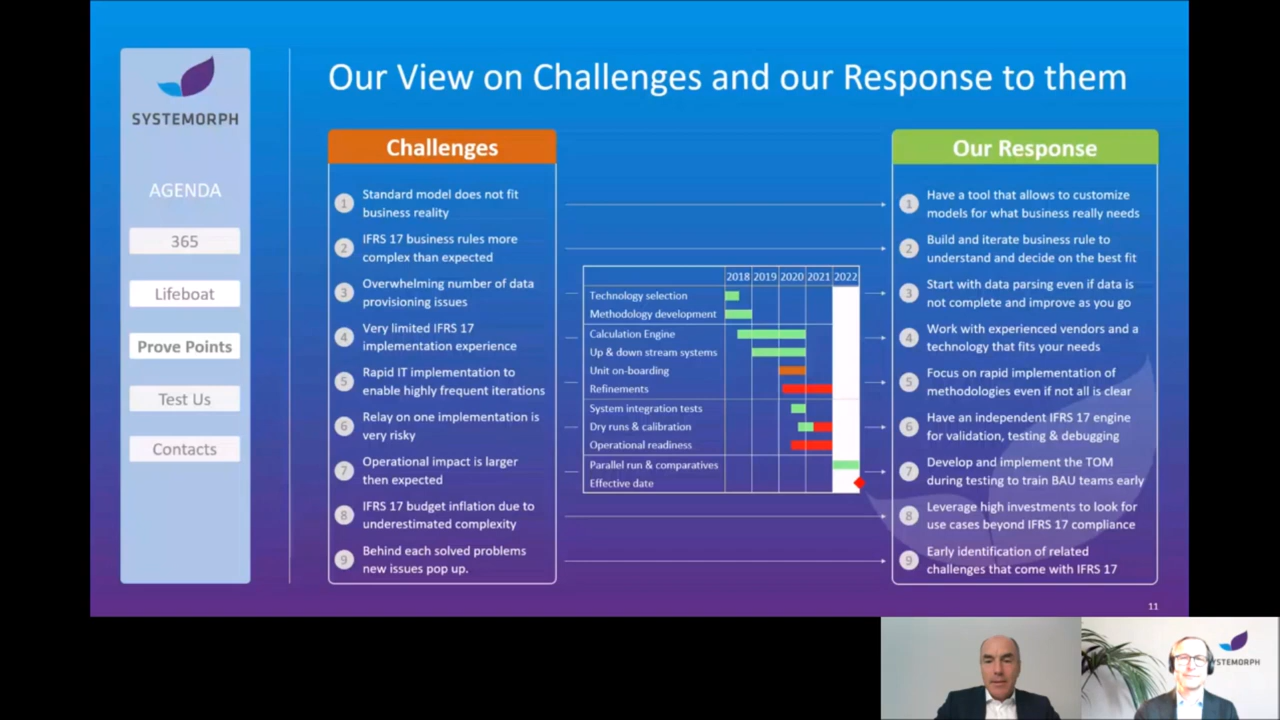 SYSTEMORPH
AGENDA
365
Lifeboat
Prove Points
Test Us
Contacts
Our View on Challenges and our Response to them
Challenges
1 Standard model does not fit
business reality
2 IFRS 17 business rules more
complex than expected
3 Overwhelming number of data
provisioning issues
4 Very limited IFRS 17
implementation experience
5 Rapid IT implementation to
enable highly frequent iterations
6 Relay on one implementation is
very risky
7 Operational impact is larger
then expected
8 IFRS 17 budget inflation due to
underestimated complexity
9 Behind each solved problems
new issues pop up.
2018 2019 2020 2021 2022
Technology selection
Methodology development
Calculation Engine
Up & down stream systems
Unit on-boarding
Refinements
System integration tests
Dry runs & calibration
Operational readiness
Parallel run & comparatives
Effective date
Our Response
1 Have a tool that allows to customize
models for what business really needs
2 Build and iterate business rule to
understand and decide on the best fit
3 Start with data parsing even if data is
not complete and improve as you go
4 Work with experienced vendors and a
technology that fits your needs
5 Focus on rapid implementation of
methodologies even if not all is clear
6 Have an independent IFRS 17 engine
for validation, testing & debugging
7 Develop and implement the TOM
during testing to train BAU teams early
8 Leverage high investments to look for
use cases beyond IFRS 17 compliance
9 Early identification of related
challenges that come with IFRS 17
11
YSTEMORPH